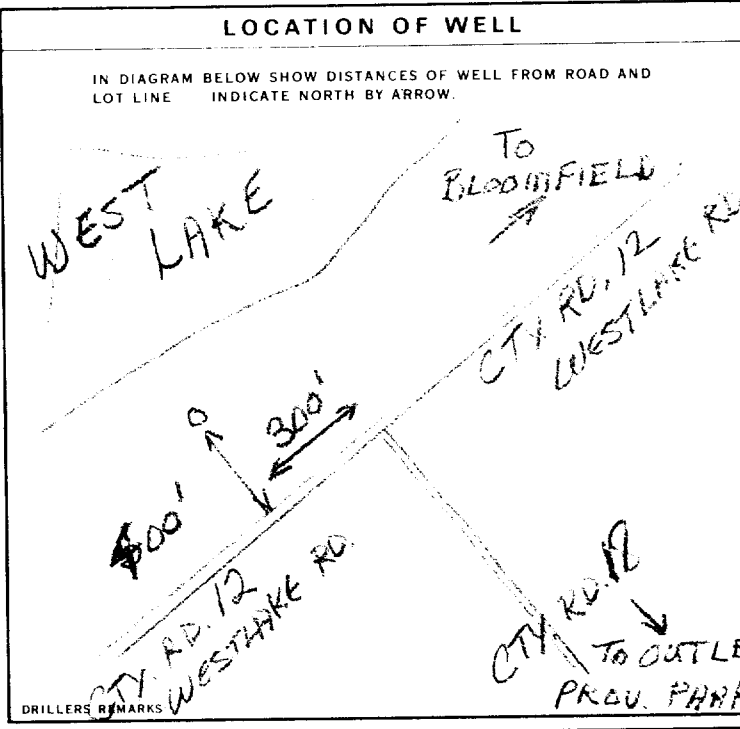 LOCATION OF WELL
IN DIAGRAM BELOW SHOW DISTANCES OF WELL FROM ROAD AND
LOT LINE INDICATE NORTH BY ARROW.
WEST
LAKE
TO
BLOOMFIELD
CTY RD. 12
WESTLAKE RD
300'
CTY. RD. 12
WESTLAKE RD.
CTY RD. 18
TO OUTLE
PROV. PARK
DRILLERS REMARKS